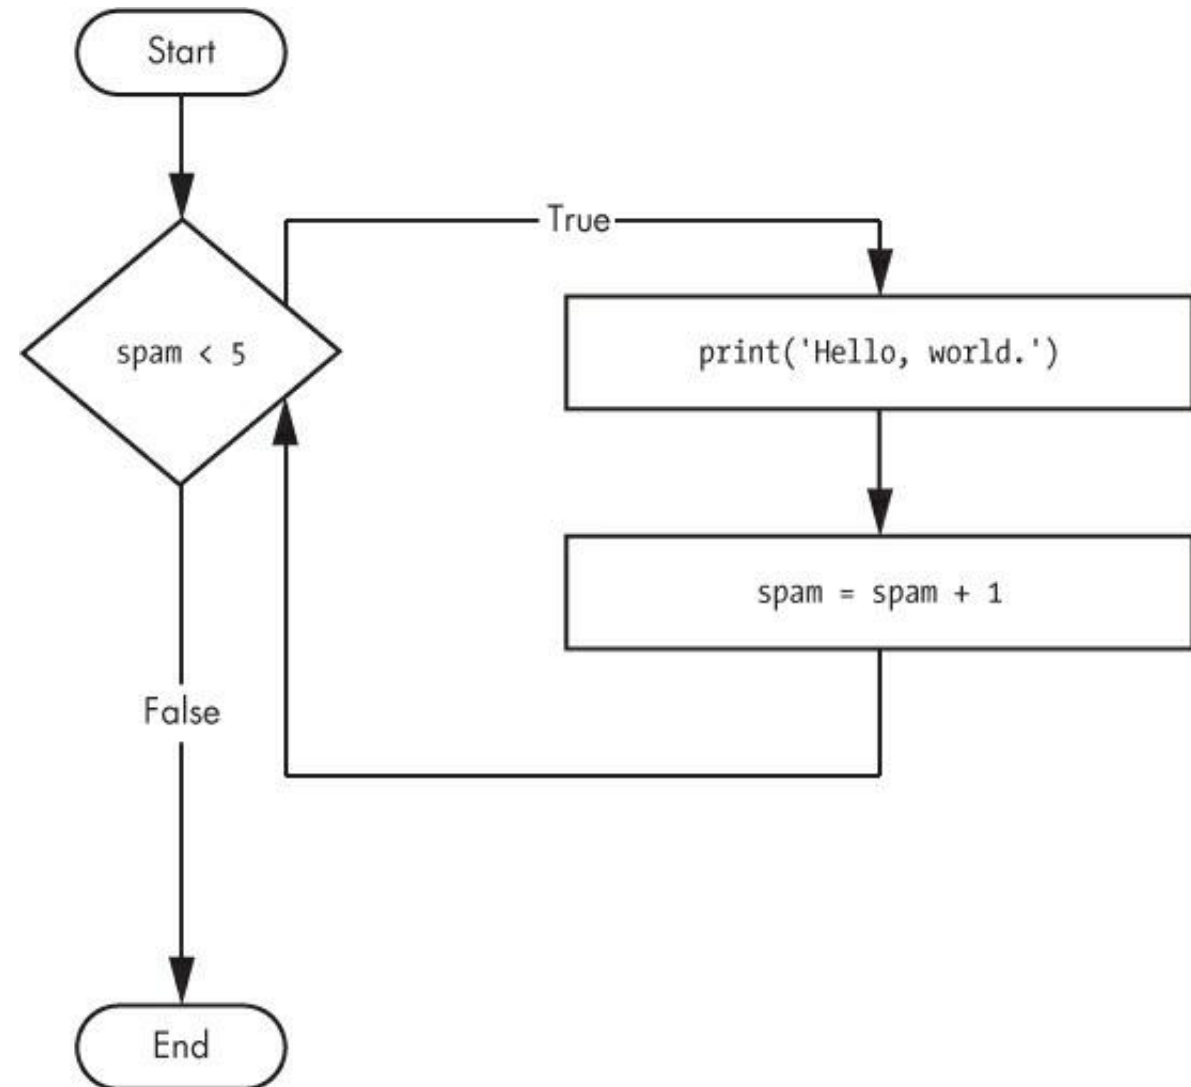 Start
True
spam < 5
print('Hello, world.')
spam = spam + 1
False
End